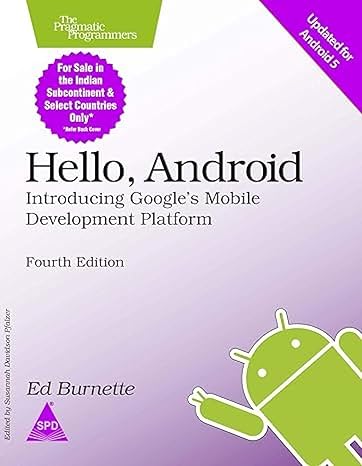 The
Pragmatic
Programmers
Updated for
Android 5
For Sale in
the Indian
Subcontinent &
Select Countries
Only*
*Refer Back Cover
Hello, Android
Introducing Google's Mobile
Development Platform
Fourth Edition
Ed Burnette
Edited by Susannah Davidson Pfalzer
SPD